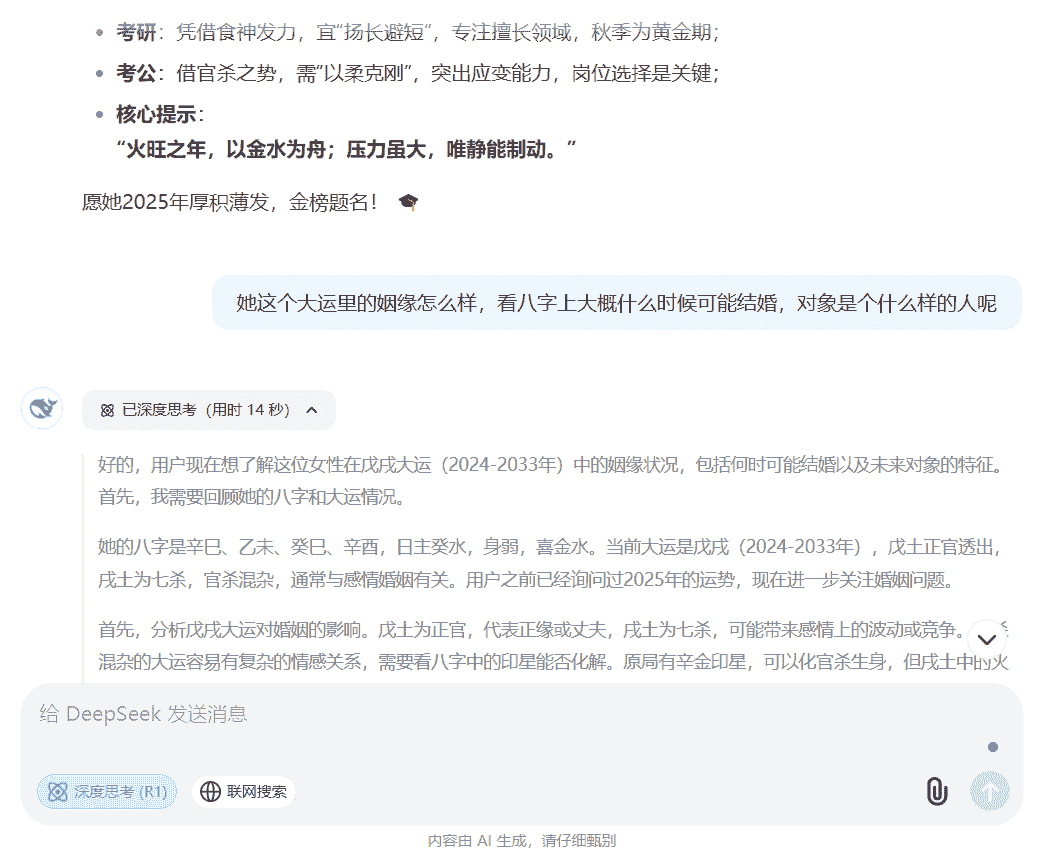 考研：凭借食神发力，宜“扬长避短”，专注擅长领域，秋季为黄金期；
考公：借官杀之势，需“以柔克刚”，突出应变能力，岗位选择是关键；
核心提示：
“火旺之年，以金水为舟；压力虽大，唯静能制动。”
愿她2025年厚积薄发，金榜题名！
她这个大运里的姻缘怎么样，看八字上大概什么时候可能结婚，对象是个什么样的人呢
已深度思考（用时 14 秒）
好的，用户现在想了解这位女性在戊戌大运（2024-2033年）中的姻缘状况，包括何时可能结婚以及未来对象的特征。
首先，我需要回顾她的八字和大运情况。
她的八字是辛巳、乙未、癸巳、辛酉，日主癸水，身弱，喜金水。当前大运是戊戌（2024-2033年），戊土正官透出，
戌土为七杀，官杀混杂，通常与感情婚姻有关。用户之前已经询问过2025年的运势，现在进一步关注婚姻问题。
首先，分析戊戌大运对婚姻的影响。戊土为正官，代表正缘或丈夫，戌土为七杀，可能带来感情上的波动或竞争。
混杂的大运容易有复杂的情感关系，需要看八字中的印星能否化解。原局有辛金印星，可以化官杀生身，但戌土中的火
给 DeepSeek 发送消息
深度思考 (R1)
联网搜索
内容由 AI 生成，请仔细甄别